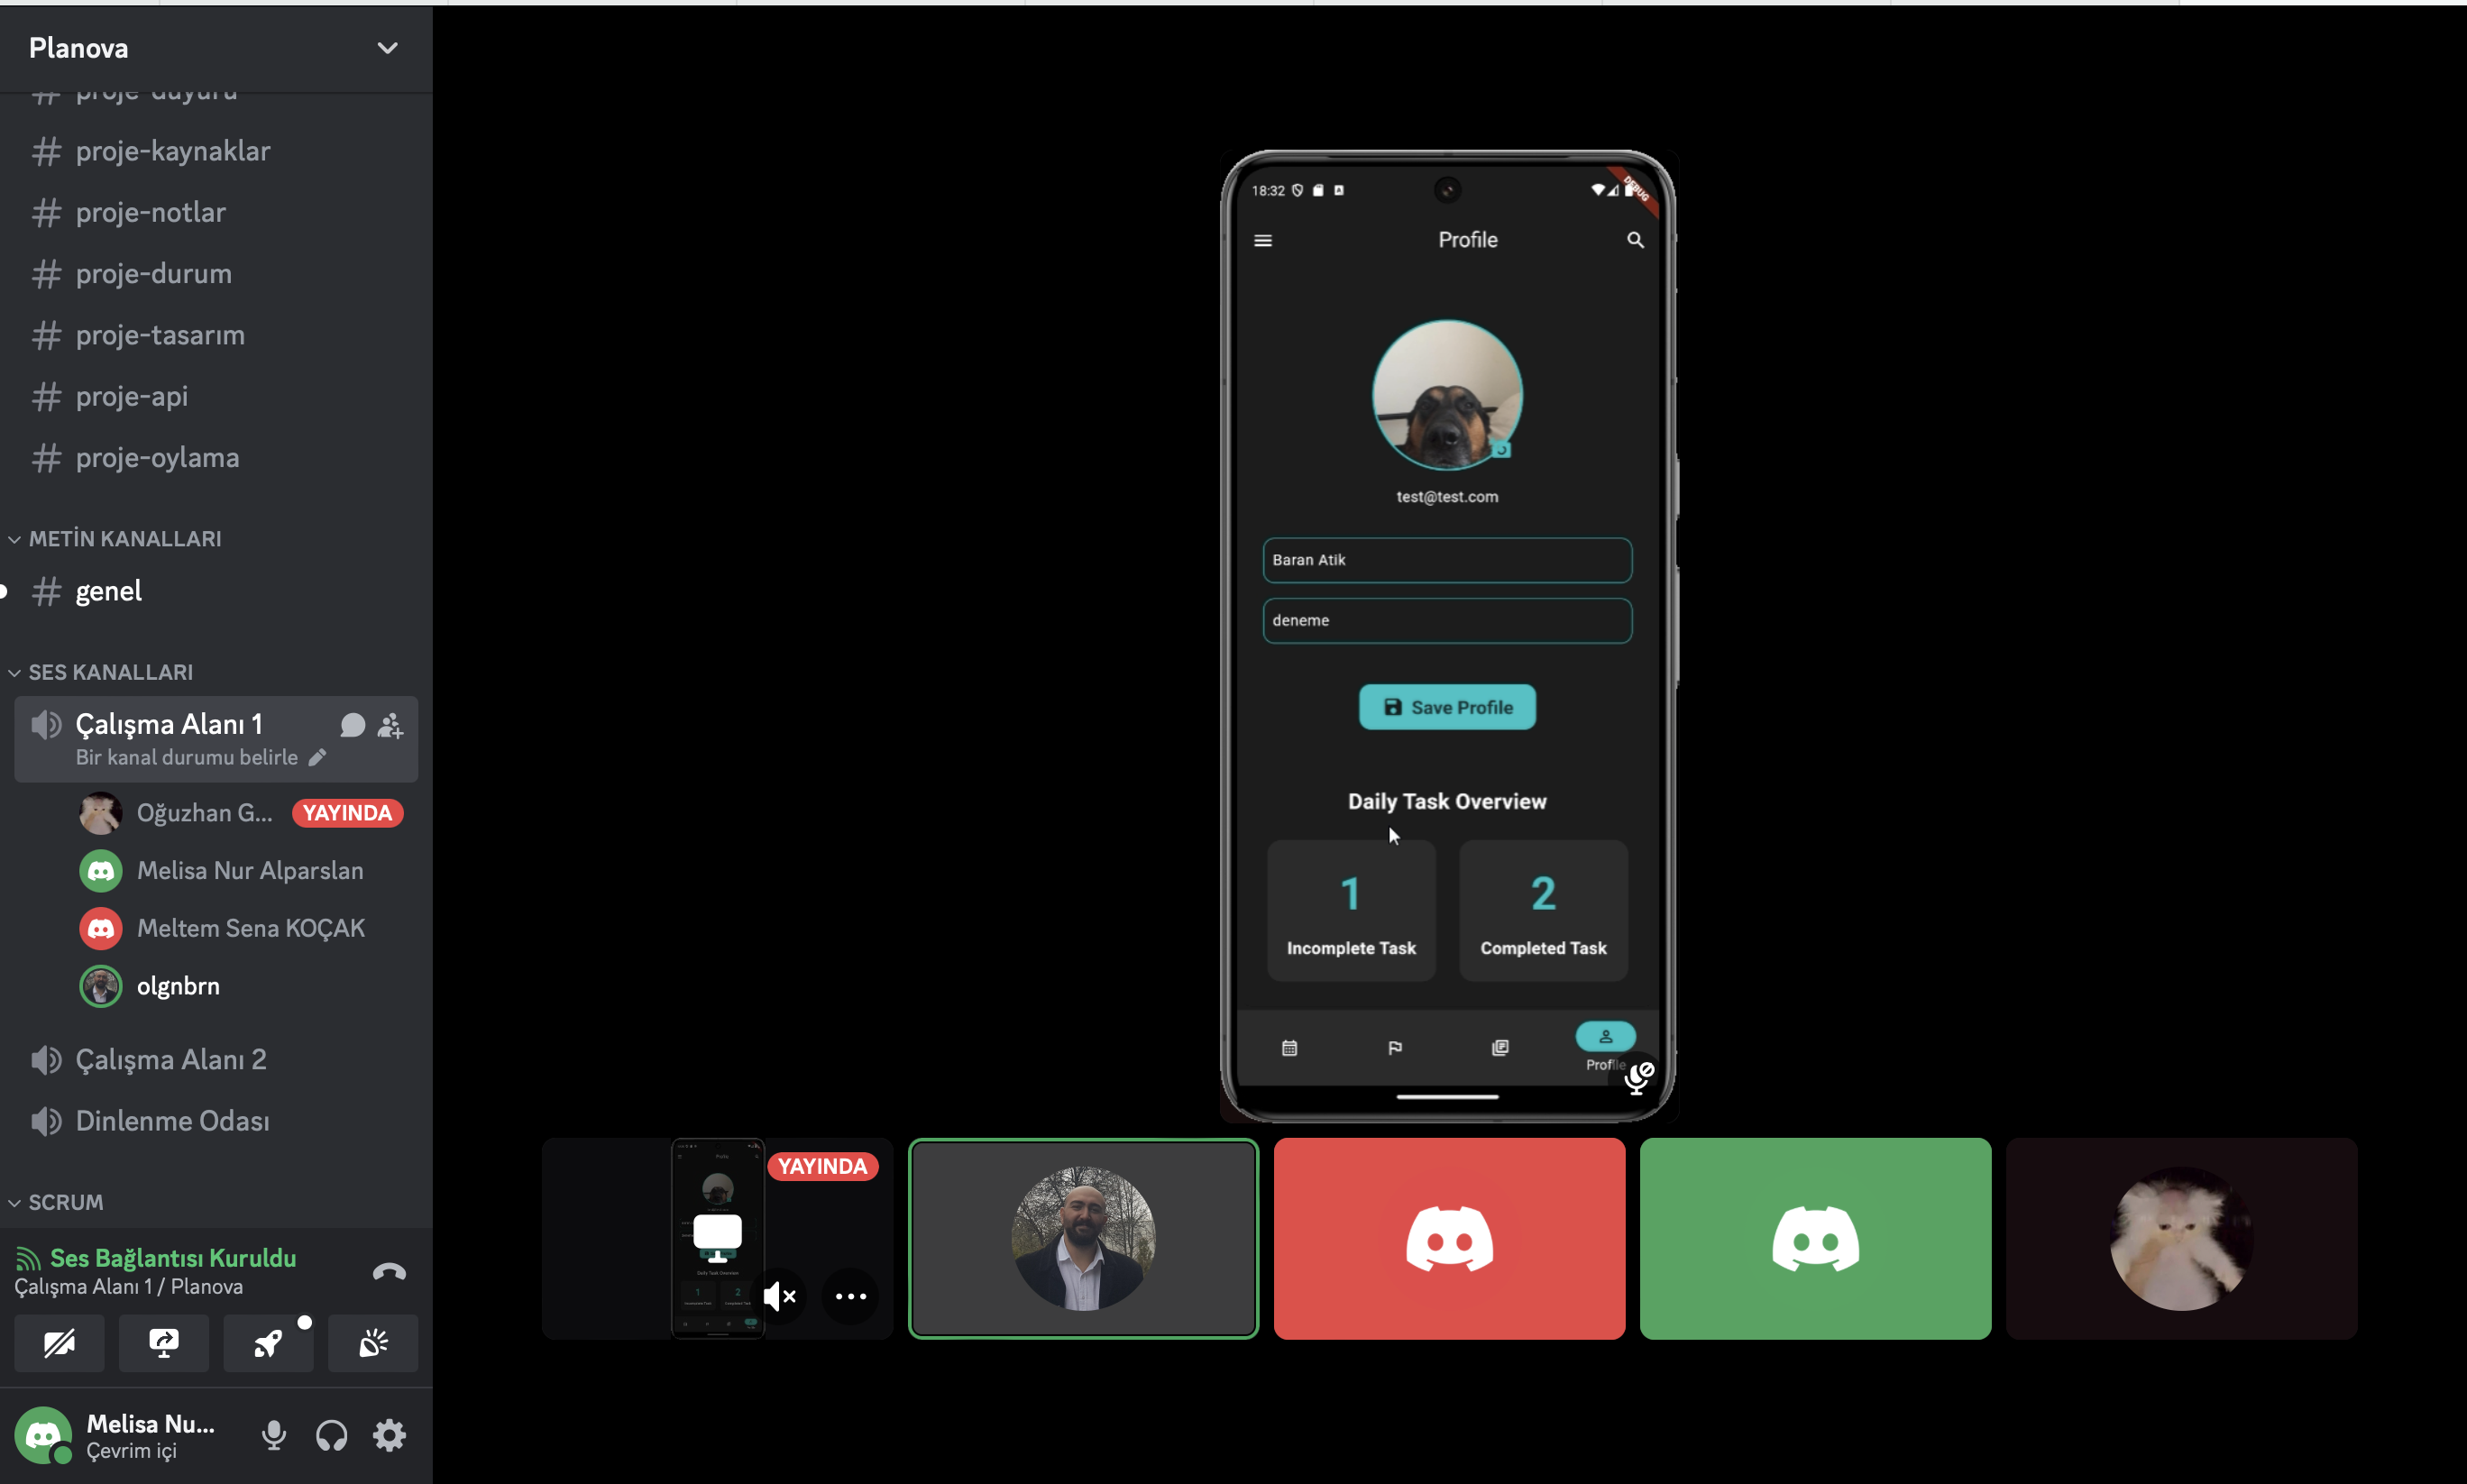 Planova
proje-duyuru
proje-kaynaklar
proje-notlar
proje-durum
proje-tasarım
proje-api
proje-oylama
METİN KANALLARI
genel
SES KANALLARI
Çalışma Alanı 1
Bir kanal durumu belirle
Oğuzhan G... YAYINDA
Melisa Nur Alparslan
Meltem Sena KOÇAK
olgnbrn
Çalışma Alanı 2
Dinlenme Odası
SCRUM
Ses Bağlantısı Kuruldu
Çalışma Alanı 1 / Planova
Melisa Nu...
Çevrim içi
18:32
DEBUG
Profile
test@test.com
Baran Atik
deneme
Save Profile
Daily Task Overview
1 2
Incomplete Task Completed Task
Profile
YAYINDA